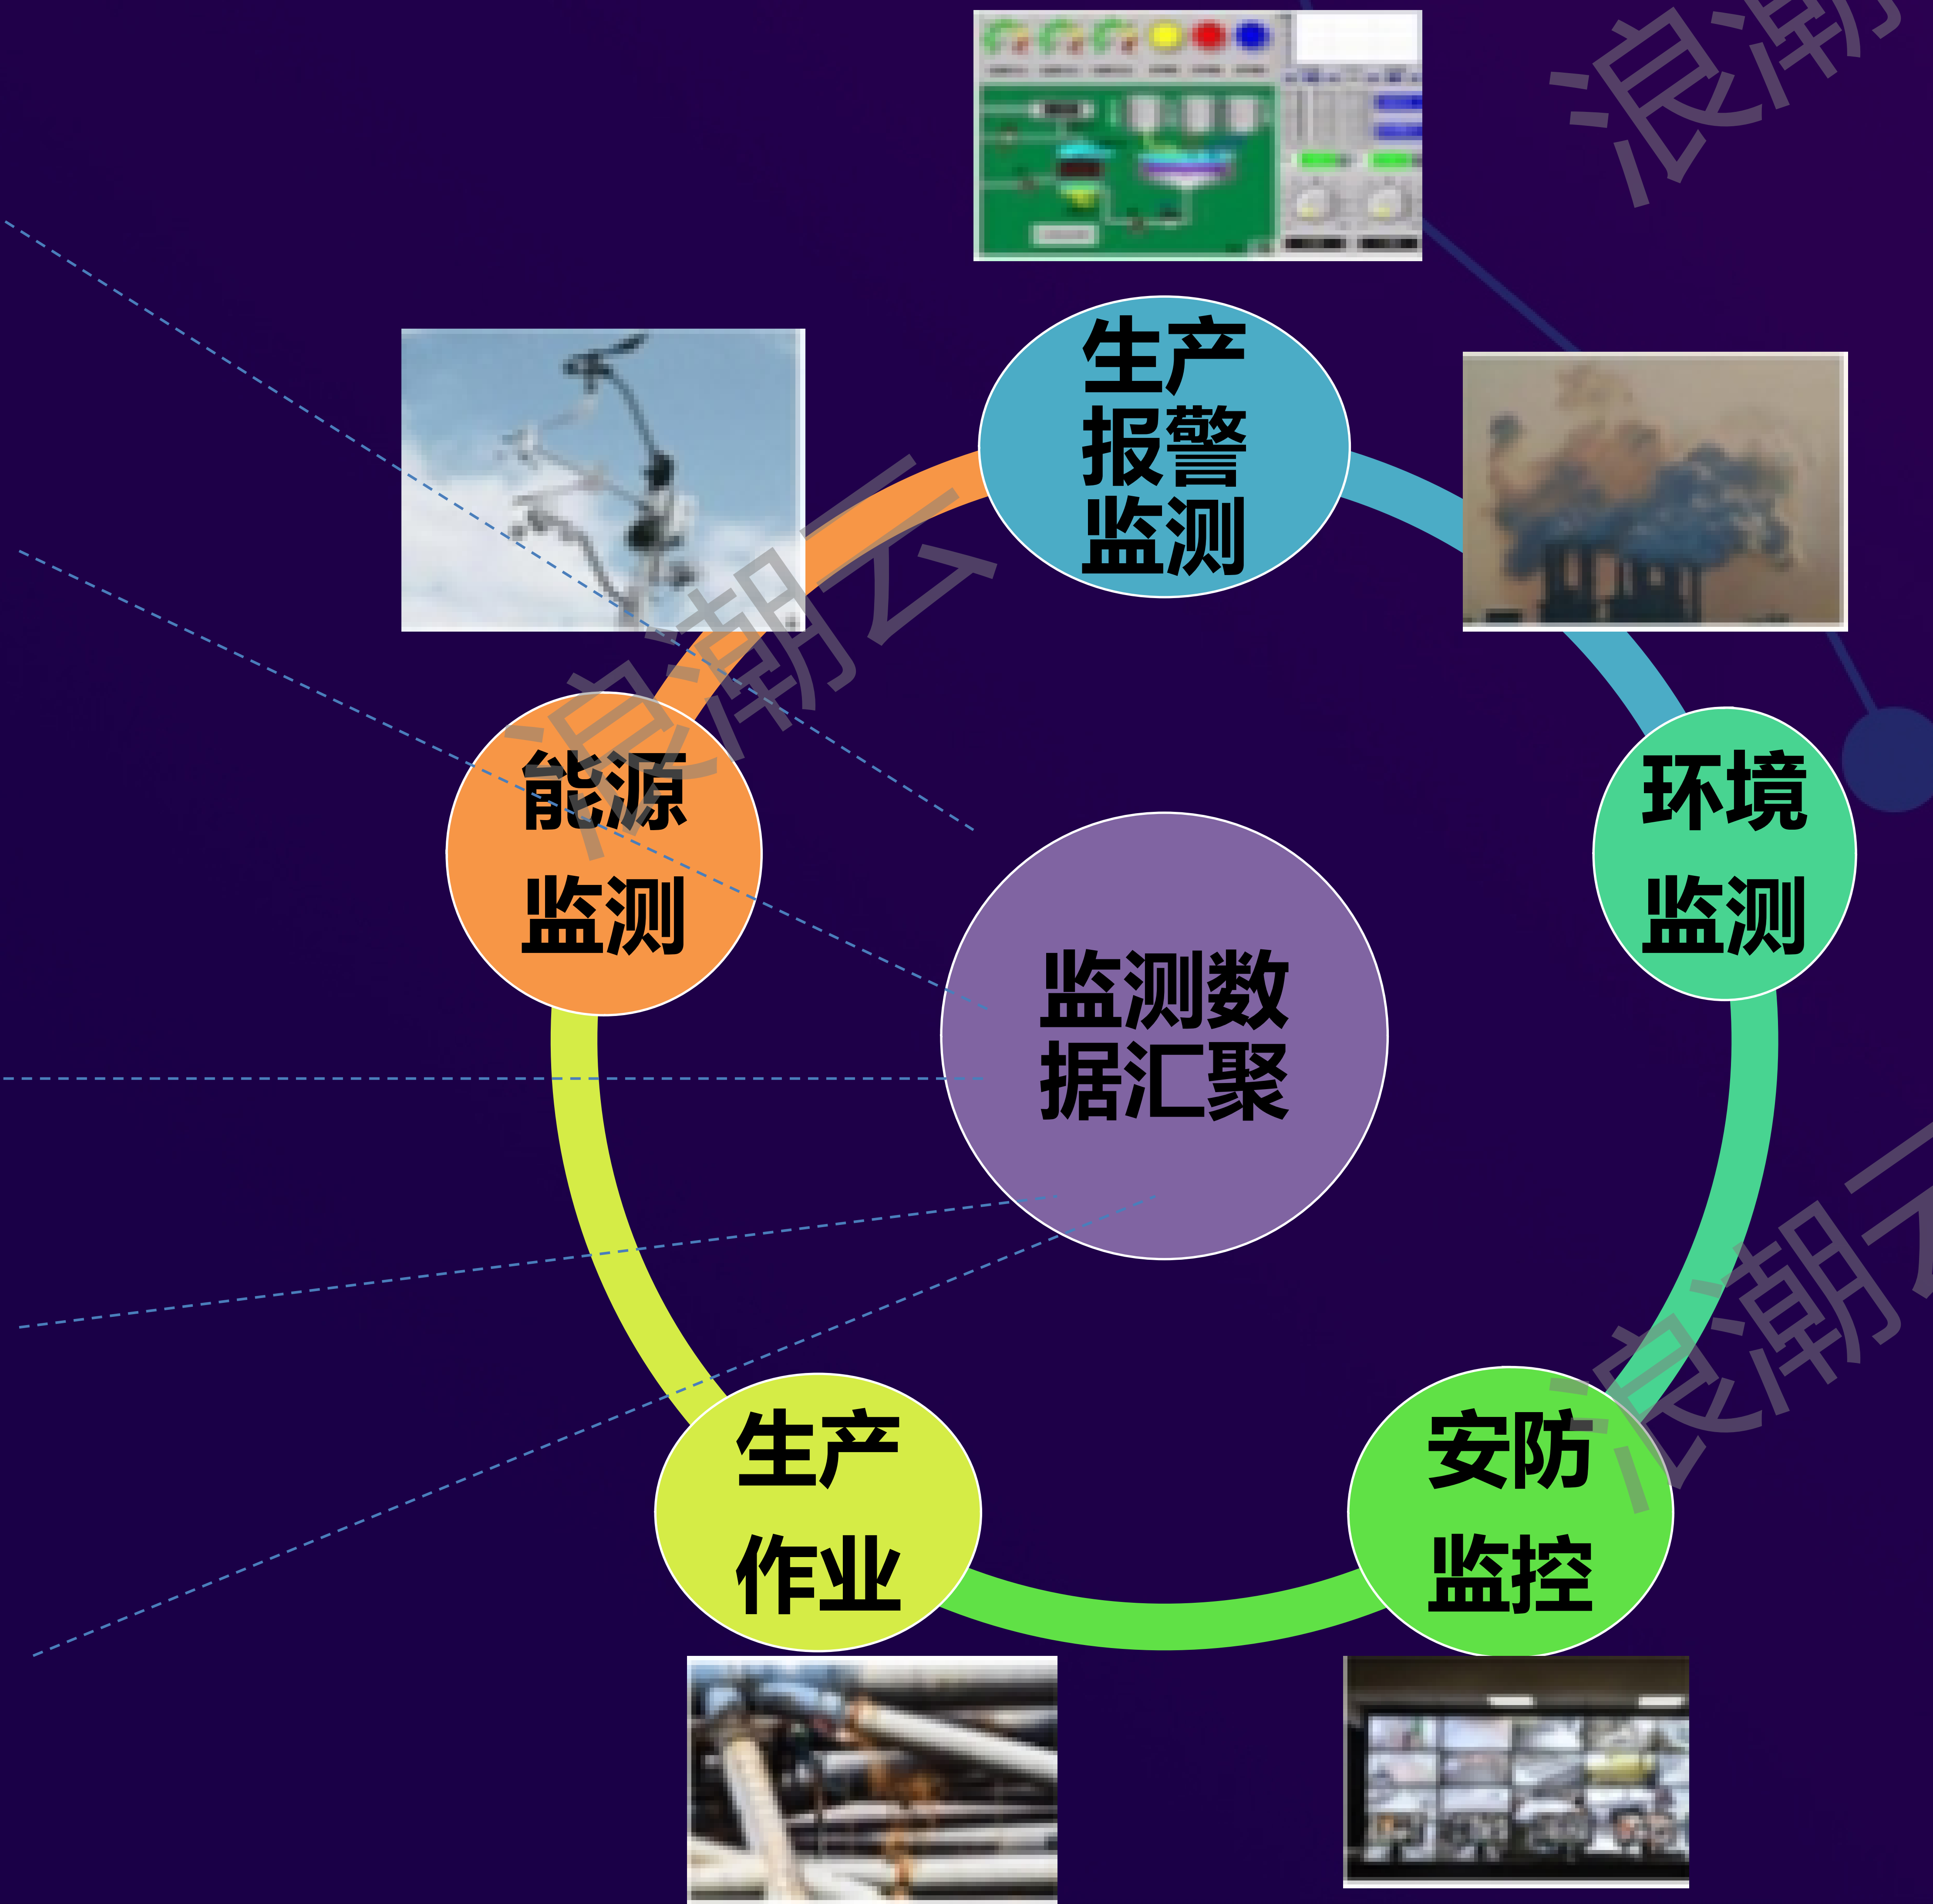 生产
报警
监测
能源
监测
环境
监测
监测数
据汇聚
生产
作业
安防
监控
浪潮
浪潮云
浪潮云